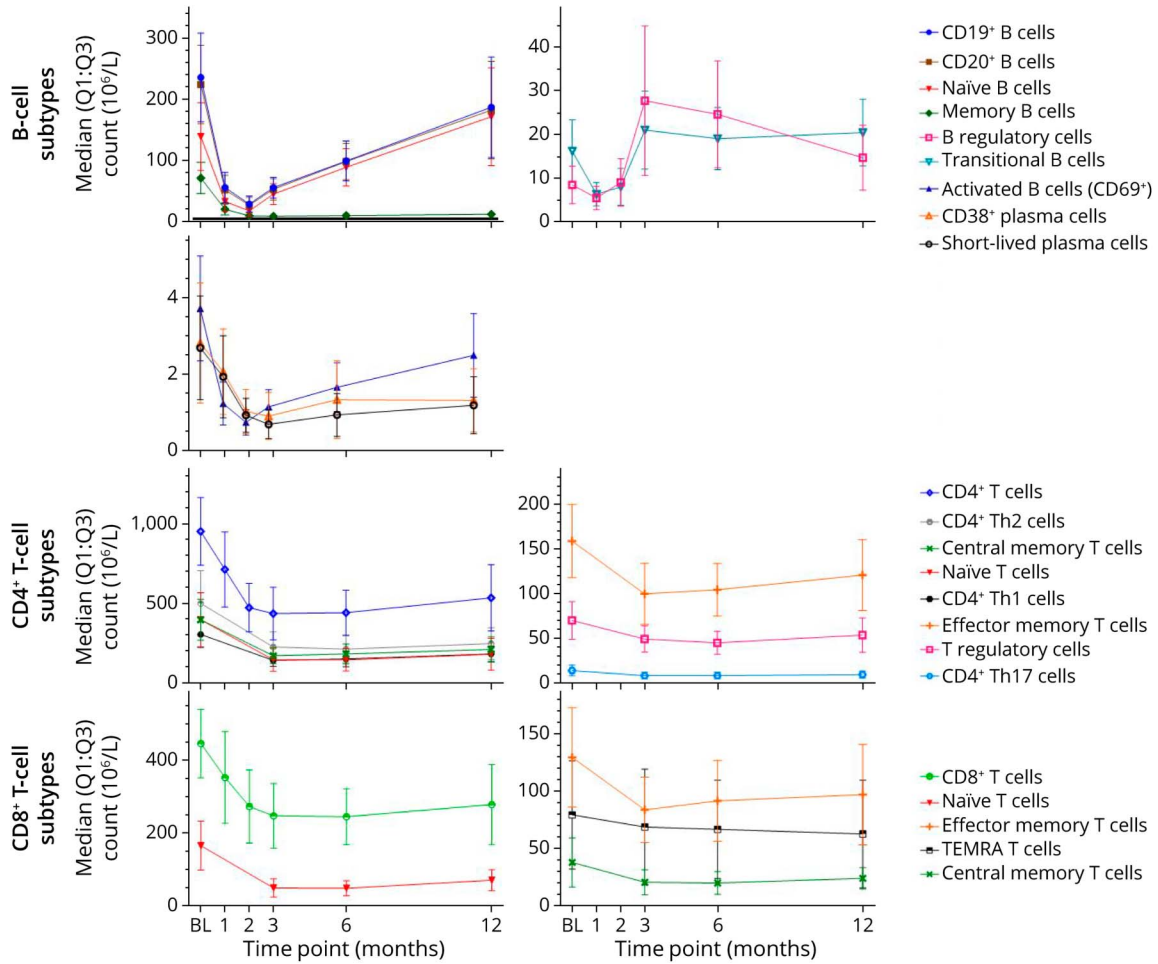 B-cell
subtypes
Median (Q1:Q3)
count (10⁶/L)
300
200
100
0
40
30
20
10
0
CD19⁺ B cells
CD20⁺ B cells
Naïve B cells
Memory B cells
B regulatory cells
Transitional B cells
Activated B cells (CD69⁺)
CD38⁺ plasma cells
Short-lived plasma cells
4
2
0
CD4⁺ T-cell
subtypes
Median (Q1:Q3)
count (10⁶/L)
1,000
500
0
200
150
100
50
0
CD4⁺ T cells
CD4⁺ Th2 cells
Central memory T cells
Naïve T cells
CD4⁺ Th1 cells
Effector memory T cells
T regulatory cells
CD4⁺ Th17 cells
CD8⁺ T-cell
subtypes
Median (Q1:Q3)
count (10⁶/L)
400
200
0
150
100
50
0
CD8⁺ T cells
Naïve T cells
Effector memory T cells
TEMRA T cells
Central memory T cells
BL 1 2 3 6 12
Time point (months)
BL 1 2 3 6 12
Time point (months)